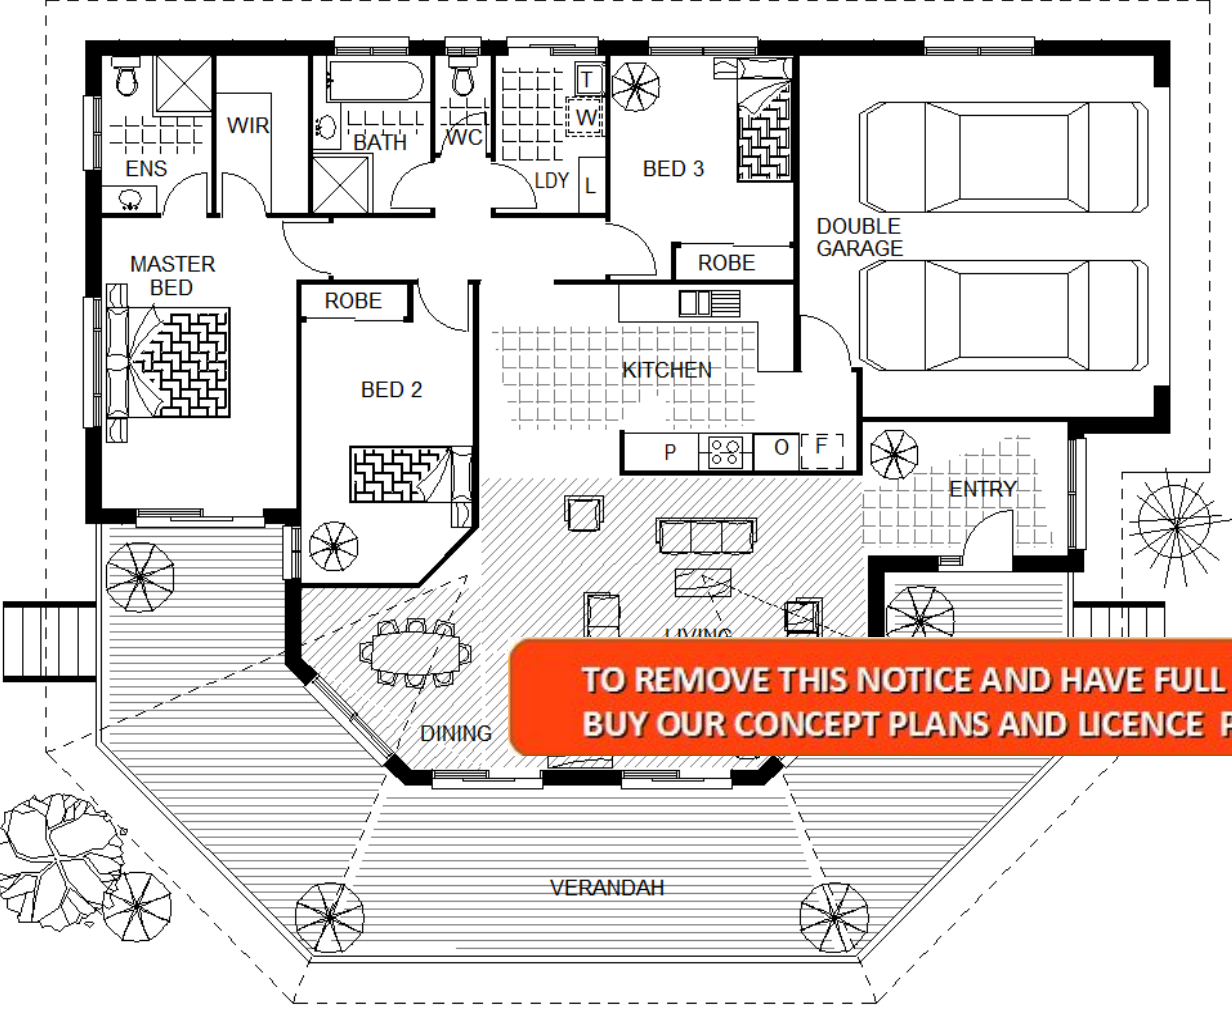 T
W
WIR
WC
BATH
ENS
LDY
L
BED 3
DOUBLE
GARAGE
MASTER
BED
ROBE
ROBE
KITCHEN
BED 2
P
O
F
ENTRY
LIVING
TO REMOVE THIS NOTICE AND HAVE FULL
BUY OUR CONCEPT PLANS AND LICENCE
DINING
VERANDAH